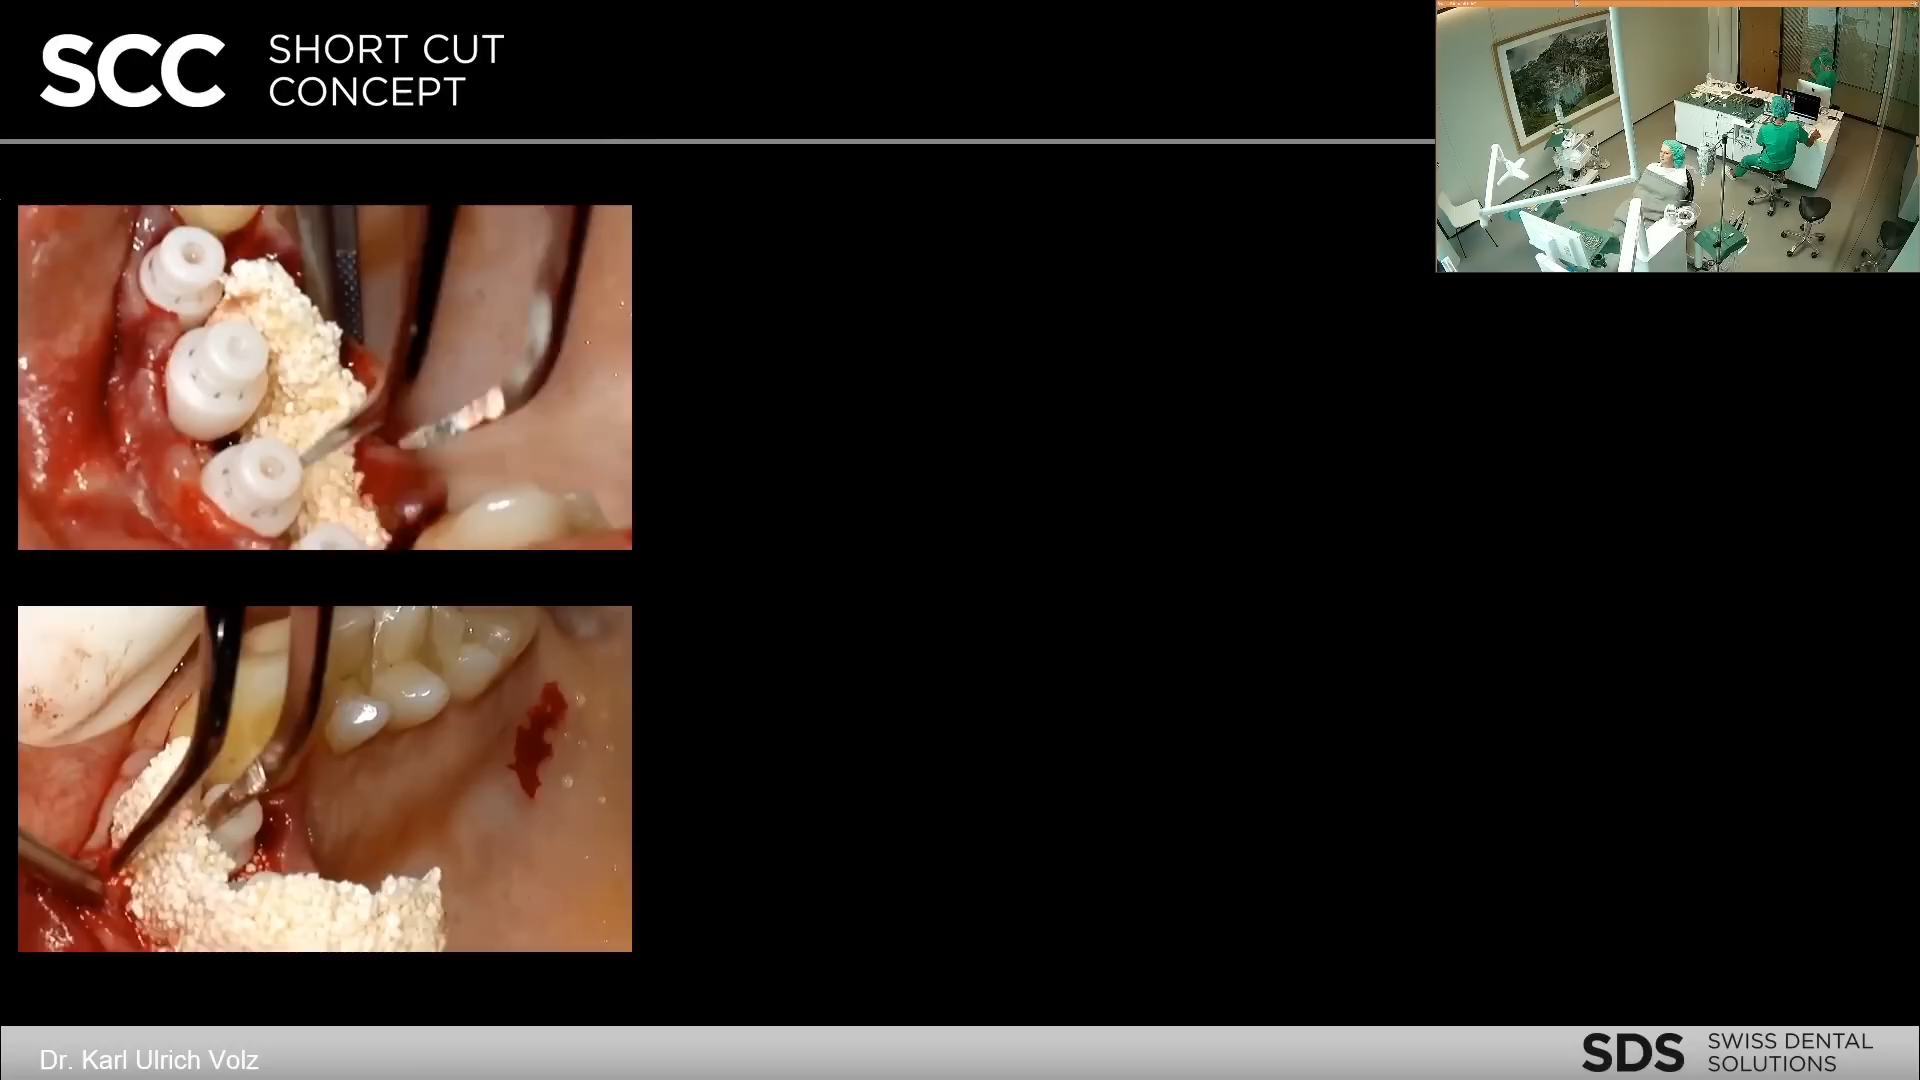 SCC
SHORT CUT
CONCEPT
Dr. Karl Ulrich Volz
SDS
SWISS DENTAL
SOLUTIONS